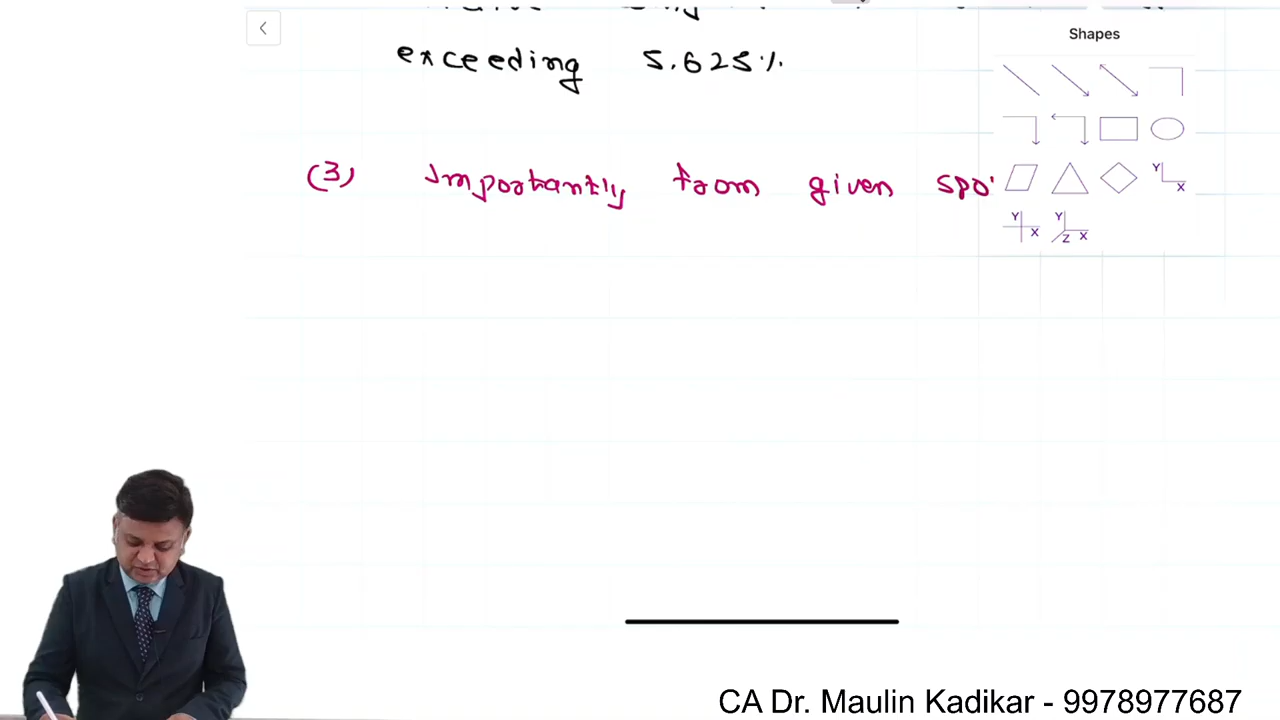 exceeding 5.625%
Shapes
(3) Importantly from given spo
Y
X
Y
X
Y
Z X
CA Dr. Maulin Kadikar - 9978977687